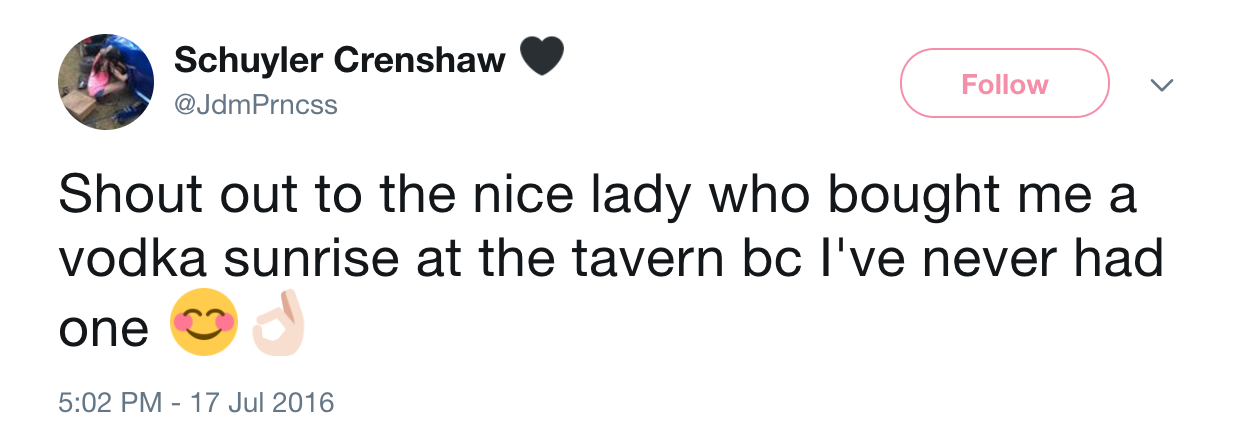 Schuyler Crenshaw 🖤
@JdmPrncss
Follow
Shout out to the nice lady who bought me a
vodka sunrise at the tavern bc I've never had
one 😊👌🏻
5:02 PM - 17 Jul 2016